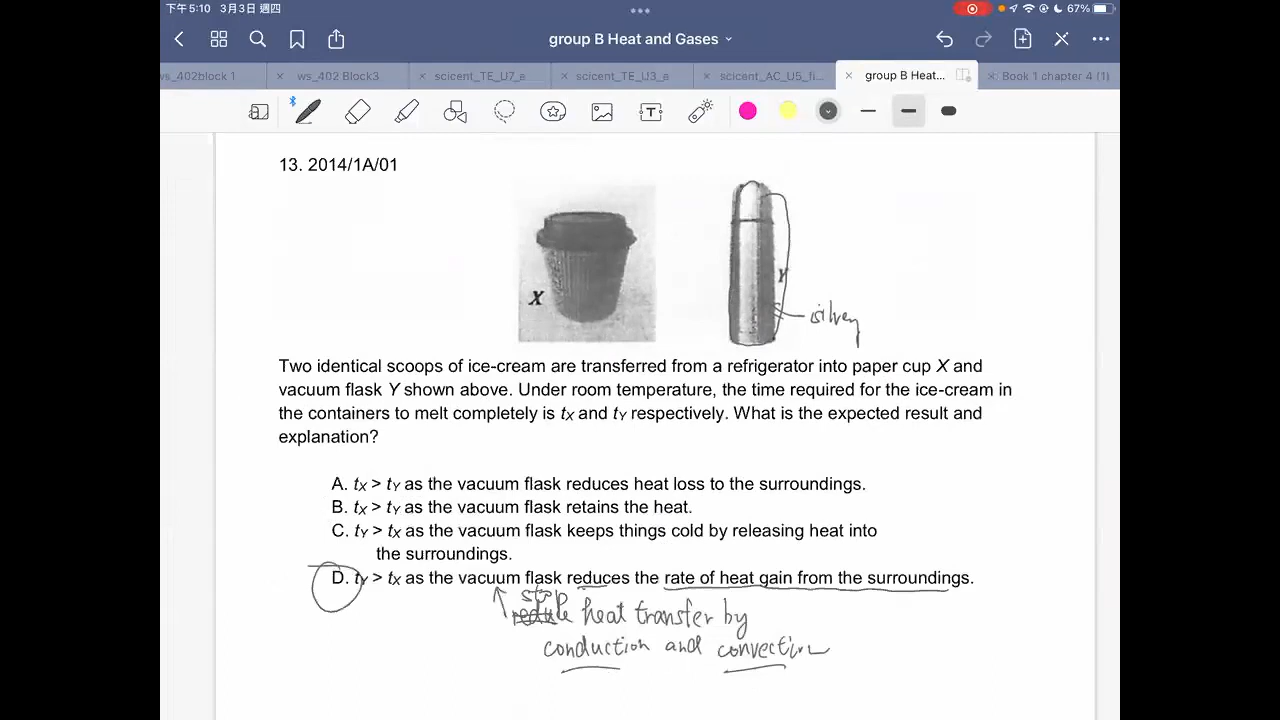 下午5:10 3月3日 週四
67%
group B Heat and Gases
ws_402block 1
ws_402 Block3
scicent_TE_U7_e
scicent_TE_U3_e
scicent_AC_U5_fi...
group B Heat...
Book 1 chapter 4 (1)
13. 2014/1A/01
X
Y
silvery
Two identical scoops of ice-cream are transferred from a refrigerator into paper cup X and
vacuum flask Y shown above. Under room temperature, the time required for the ice-cream in
the containers to melt completely is tX and tY respectively. What is the expected result and
explanation?
A. tX > tY as the vacuum flask reduces heat loss to the surroundings.
B. tX > tY as the vacuum flask retains the heat.
C. tY > tX as the vacuum flask keeps things cold by releasing heat into
the surroundings.
D. tY > tX as the vacuum flask reduces the rate of heat gain from the surroundings.
stop
heat transfer by
conduction and convection